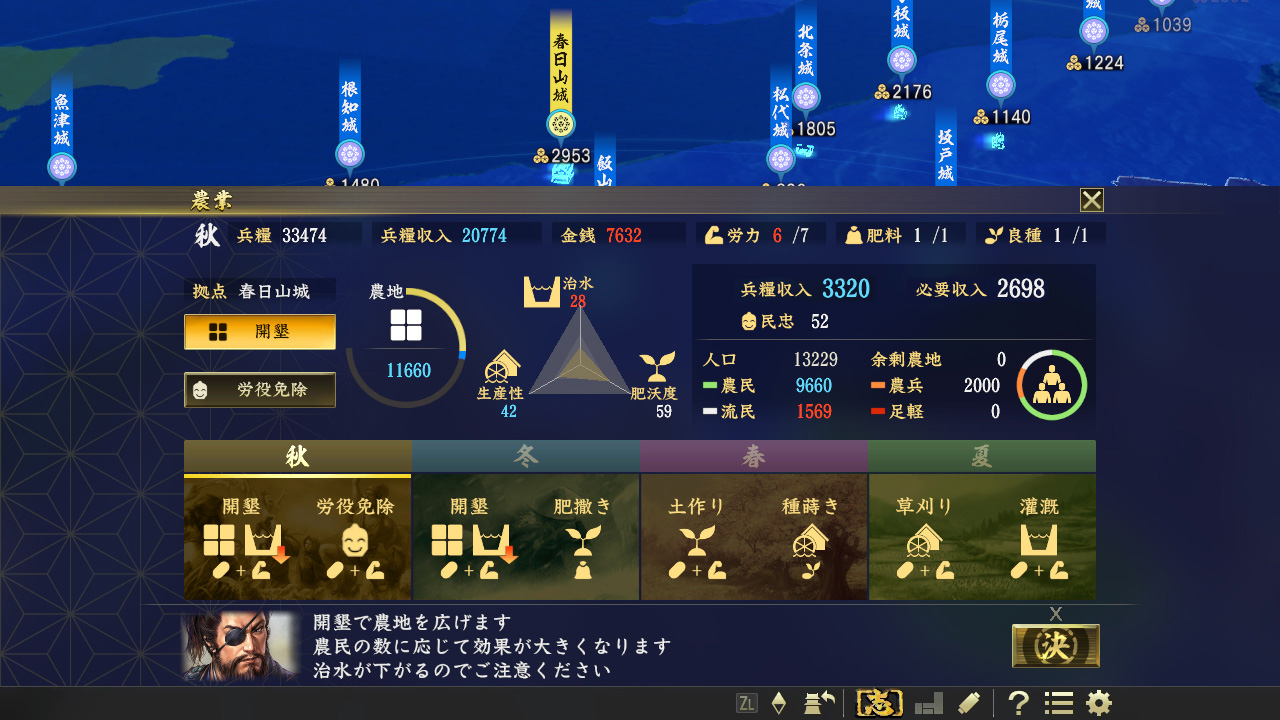 魚津城
根知城
1480
春日山城
2953
飯山
松代城
北条城
1805
板城
2176
栃尾城
1140
坂戸城
城
1224
1039
農業
秋 兵糧 33474 兵糧収入 20774 金銭 7632 労力 6 /7 肥料 1 /1 良種 1 /1
拠点 春日山城
開墾
労役免除
農地
11660
治水
28
生産性
42
肥沃度
59
兵糧収入 3320 必要収入 2698
民忠 52
人口 13229 余剰農地 0
農民 9660 農兵 2000
流民 1569 足軽 0
秋 冬 春 夏
開墾 労役免除 開墾 肥撒き 土作り 種蒔き 草刈り 灌漑
+ + + + + +
開墾で農地を広げます
農民の数に応じて効果が大きくなります
治水が下がるのでご注意ください
X
決
ZL 志 ?